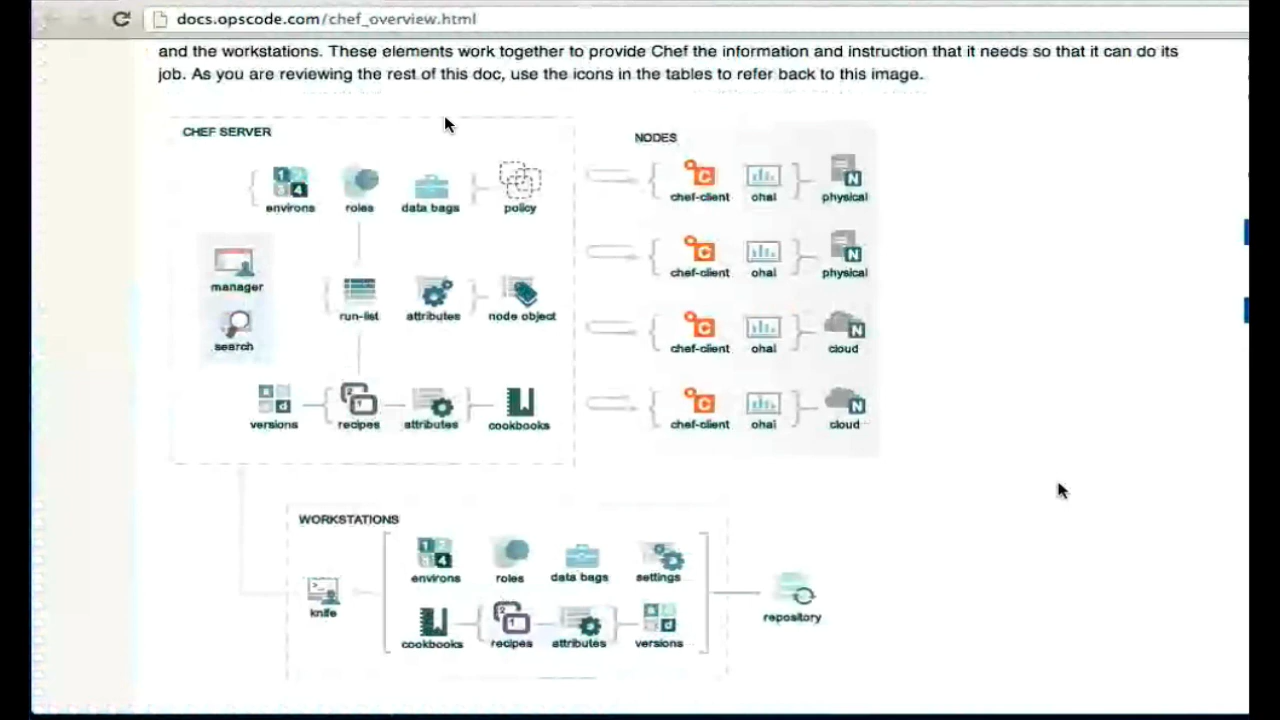 docs.opscode.com/chef_overview.html
and the workstations. These elements work together to provide Chef the information and instruction that it needs so that it can do its
job. As you are reviewing the rest of this doc, use the icons in the tables to refer back to this image.
CHEF SERVER
environs roles data bags policy
manager
run-list attributes node object
search
versions recipes attributes cookbooks
NODES
chef-client ohai physical
chef-client ohai physical
chef-client ohai cloud
chef-client ohai cloud
WORKSTATIONS
environs roles data bags settings
knife
cookbooks recipes attributes versions
repository